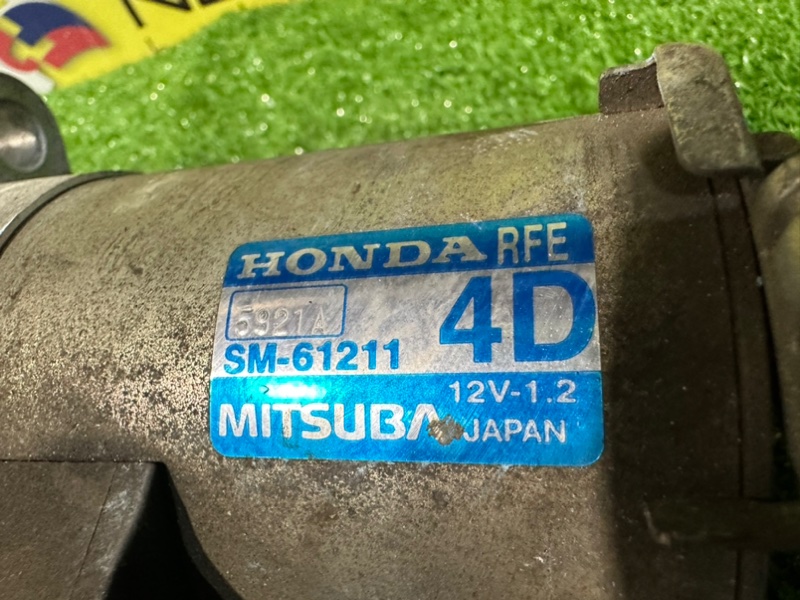 HONDA RFE
5921A
4D
SM-61211
12V-1.2
MITSUBA JAPAN